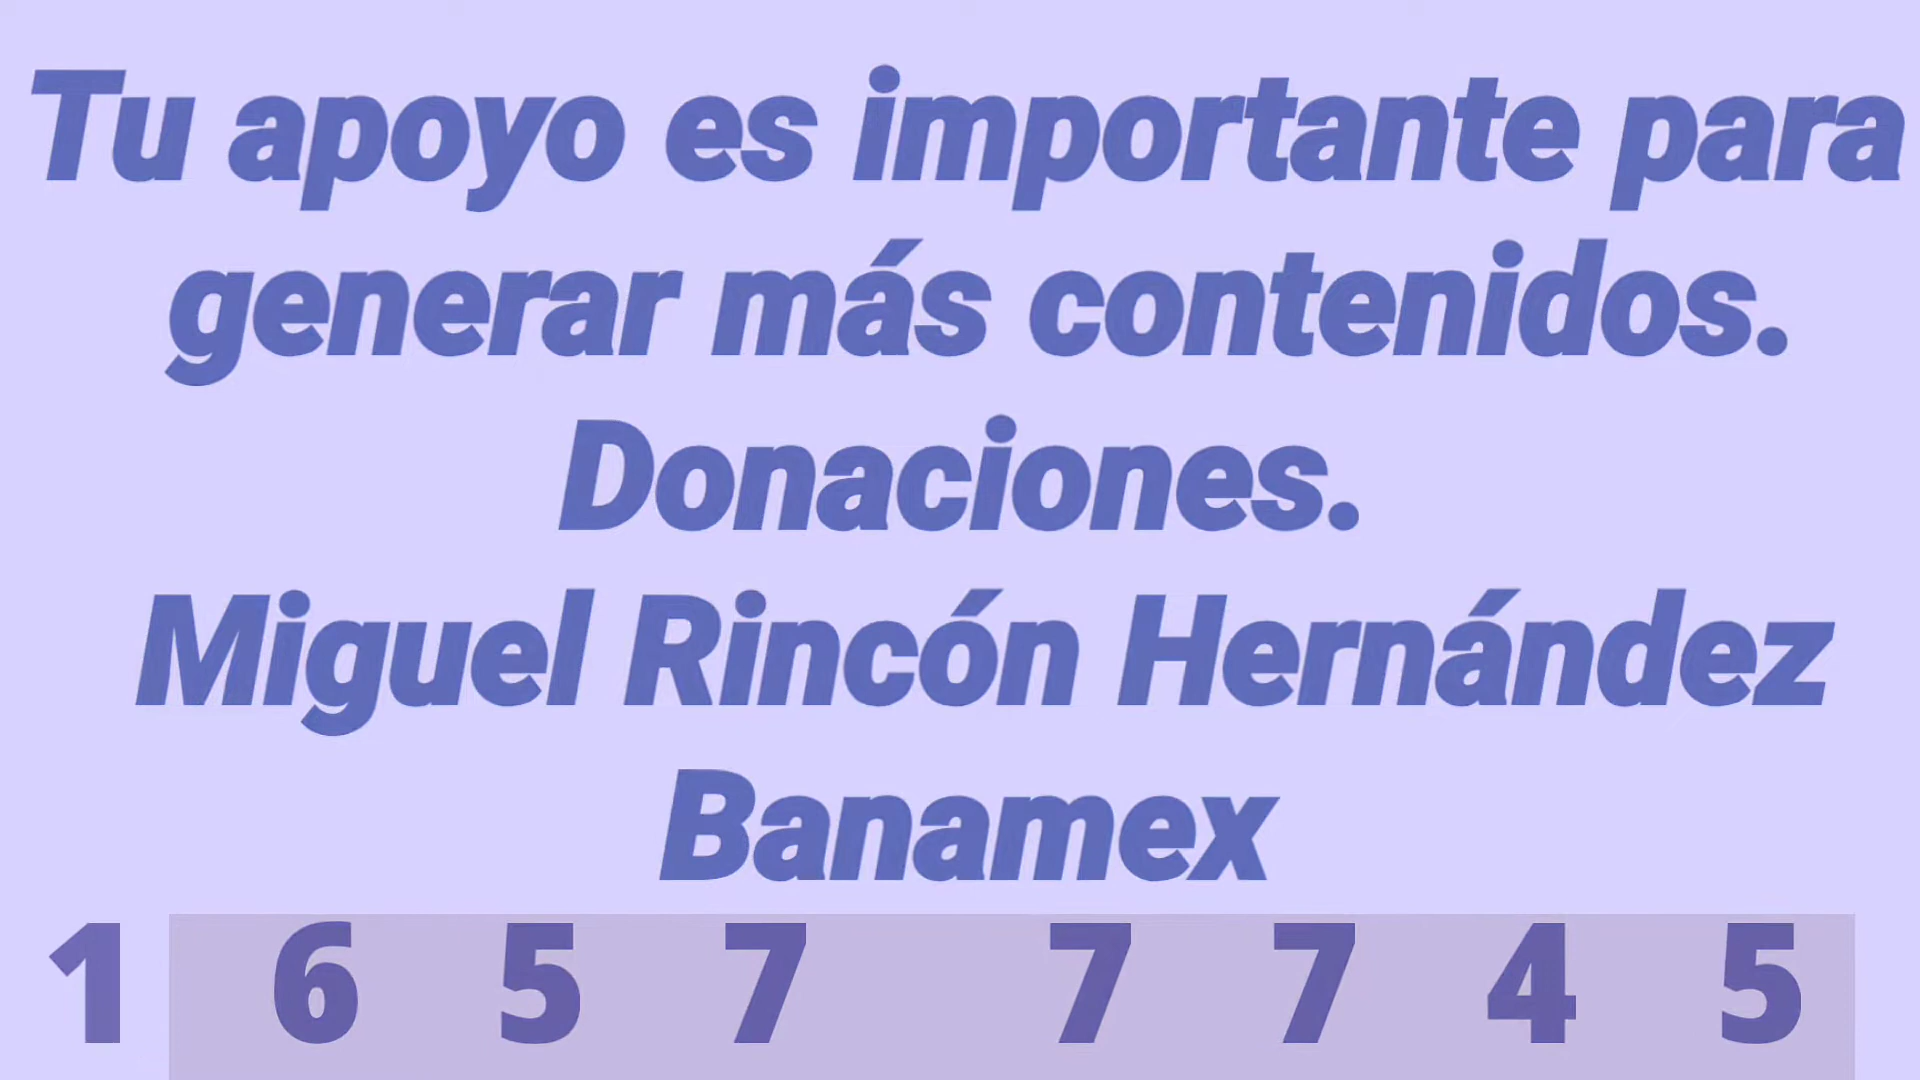 Tu apoyo es importante para
generar más contenidos.
Donaciones.
Miguel Rincón Hernández
Banamex
1 6 5 7 7 7 4 5